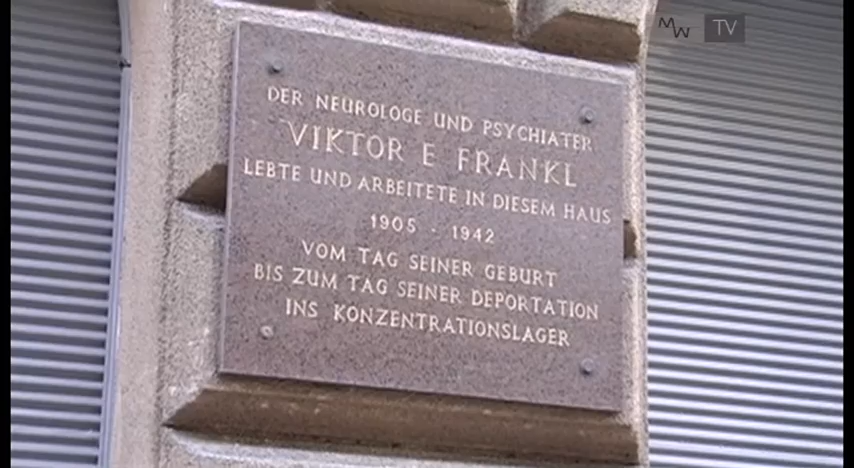 MW TV
DER NEUROLOGE UND PSYCHIATER
VIKTOR E FRANKL
LEBTE UND ARBEITETE IN DIESEM HAUS
1905 - 1942
VOM TAG SEINER GEBURT
BIS ZUM TAG SEINER DEPORTATION
INS KONZENTRATIONSLAGER